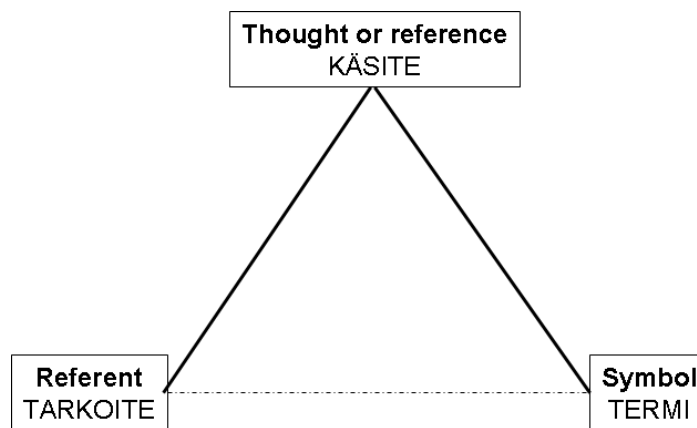 Thought or reference
KÄSITE
Referent
TARKOITE
Symbol
TERMI